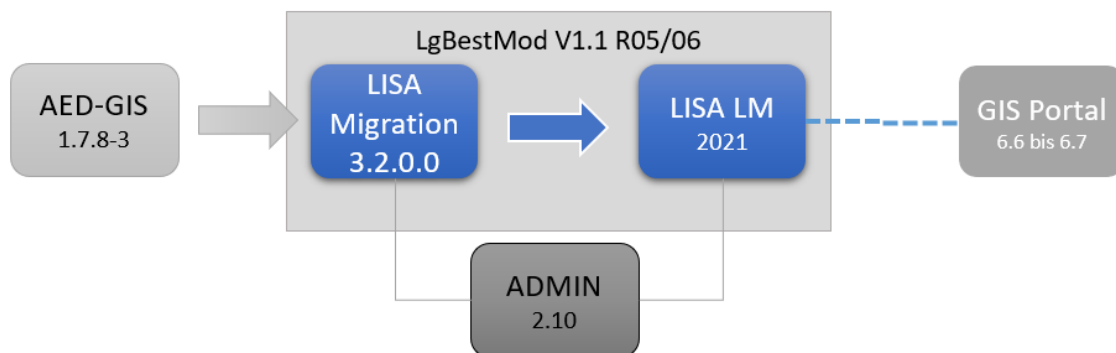 LgBestMod V1.1 R05/06
AED-GIS
1.7.8-3
LISA
Migration
3.2.0.0
LISA LM
2021
GIS Portal
6.6 bis 6.7
ADMIN
2.10